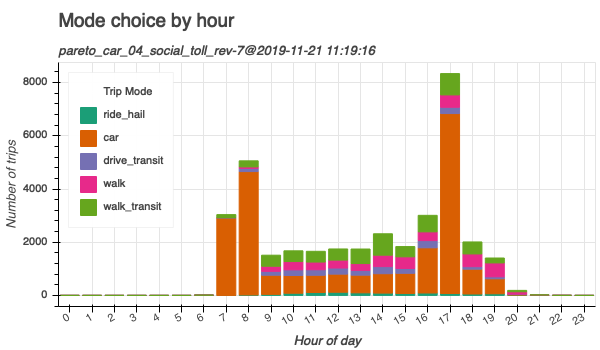 Mode choice by hour
pareto_car_04_social_toll_rev-7@2019-11-21 11:19:16
Number of trips
8000
6000
4000
2000
0
Trip Mode
ride_hail
car
drive_transit
walk
walk_transit
0 1 2 3 4 5 6 7 8 9 10 11 12 13 14 15 16 17 18 19 20 21 22 23
Hour of day